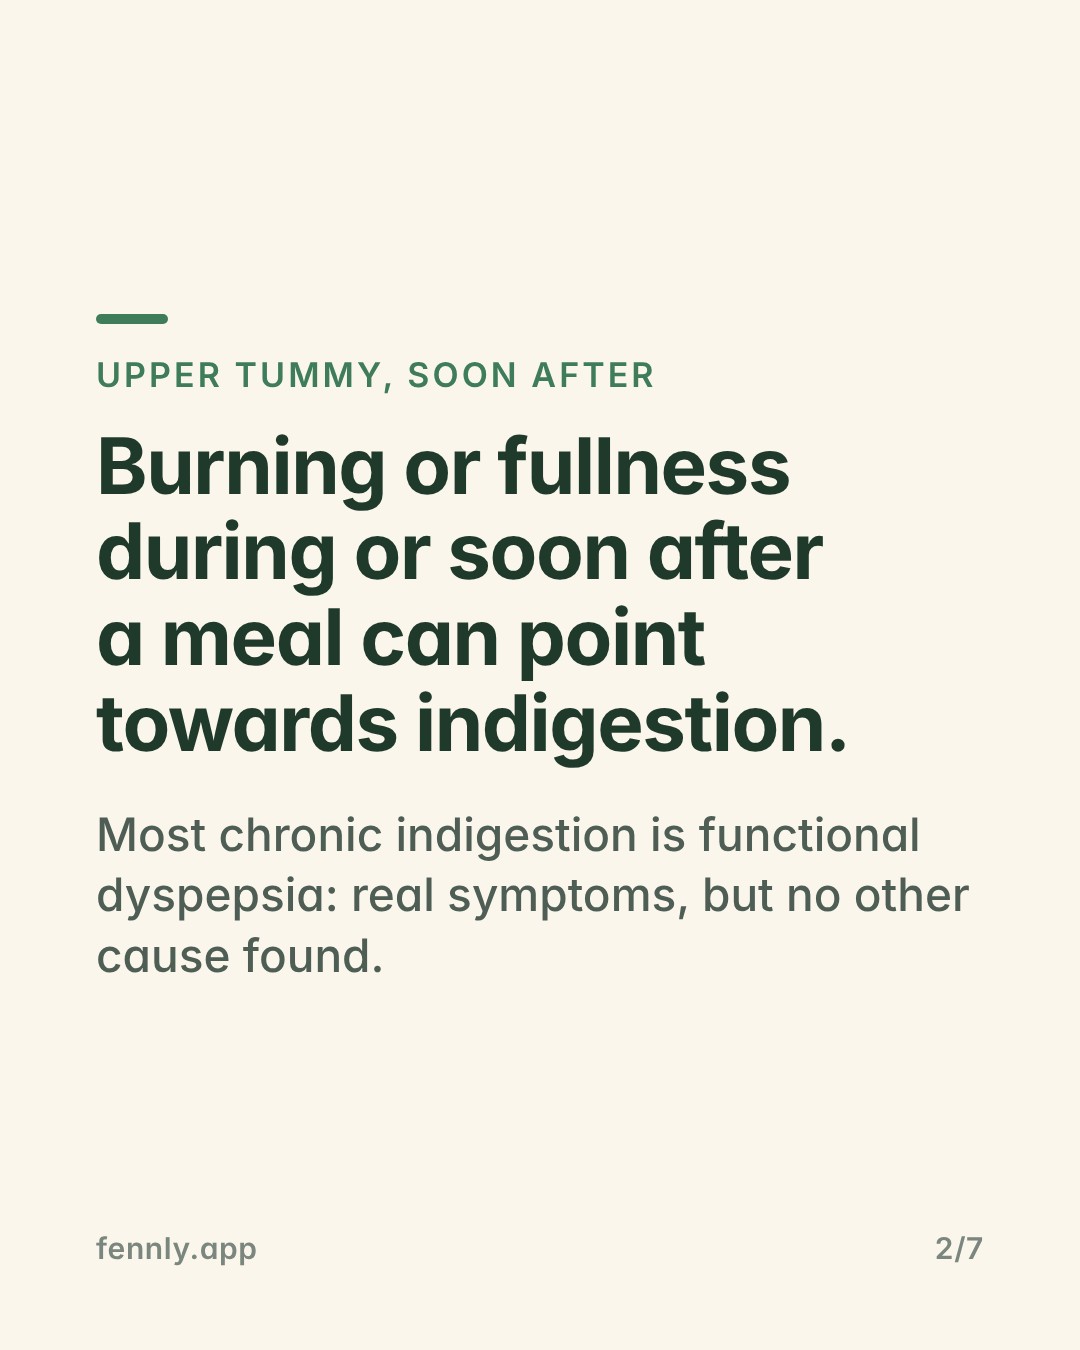 UPPER TUMMY, SOON AFTER
Burning or fullness
during or soon after
a meal can point
towards indigestion.
Most chronic indigestion is functional
dyspepsia: real symptoms, but no other
cause found.
fennly.app
2/7